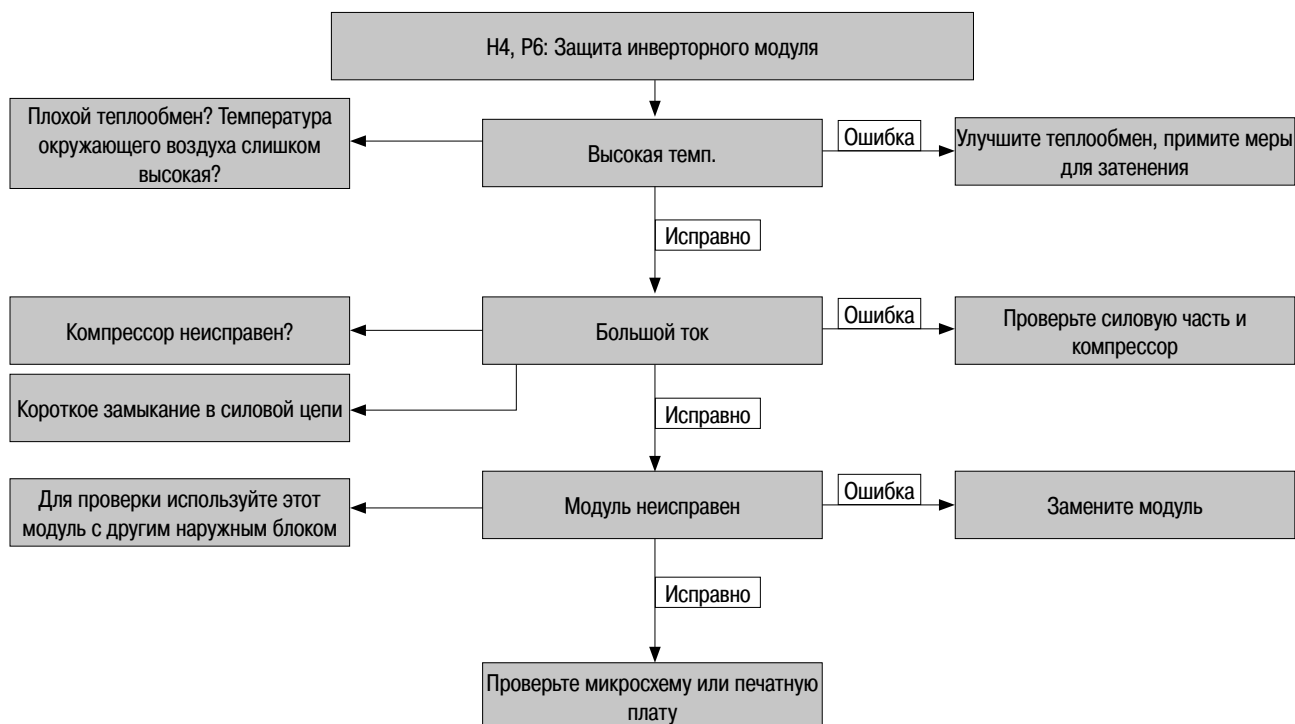 Н4, Р6: Защита инверторного модуля
Плохой теплообмен? Температура
окружающего воздуха слишком
высокая?
Высокая темп.
Ошибка
Улучшите теплообмен, примите меры
для затенения
Исправно
Компрессор неисправен?
Большой ток
Ошибка
Проверьте силовую часть и
компрессор
Короткое замыкание в силовой цепи
Исправно
Для проверки используйте этот
модуль с другим наружным блоком
Модуль неисправен
Ошибка
Замените модуль
Исправно
Проверьте микросхему или печатную
плату